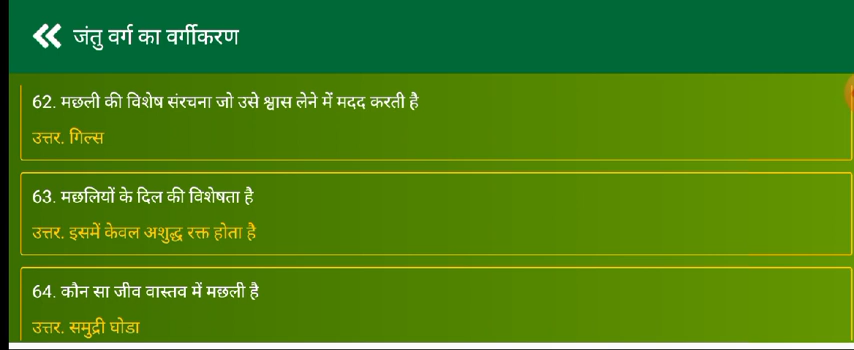 जंतु वर्ग का वर्गीकरण
62. मछली की विशेष संरचना जो उसे श्वास लेने में मदद करती है
उत्तर. गिल्स
63. मछलियों के दिल की विशेषता है
उत्तर. इसमें केवल अशुद्ध रक्त होता है
64. कौन सा जीव वास्तव में मछली है
उत्तर. समुद्री घोडा